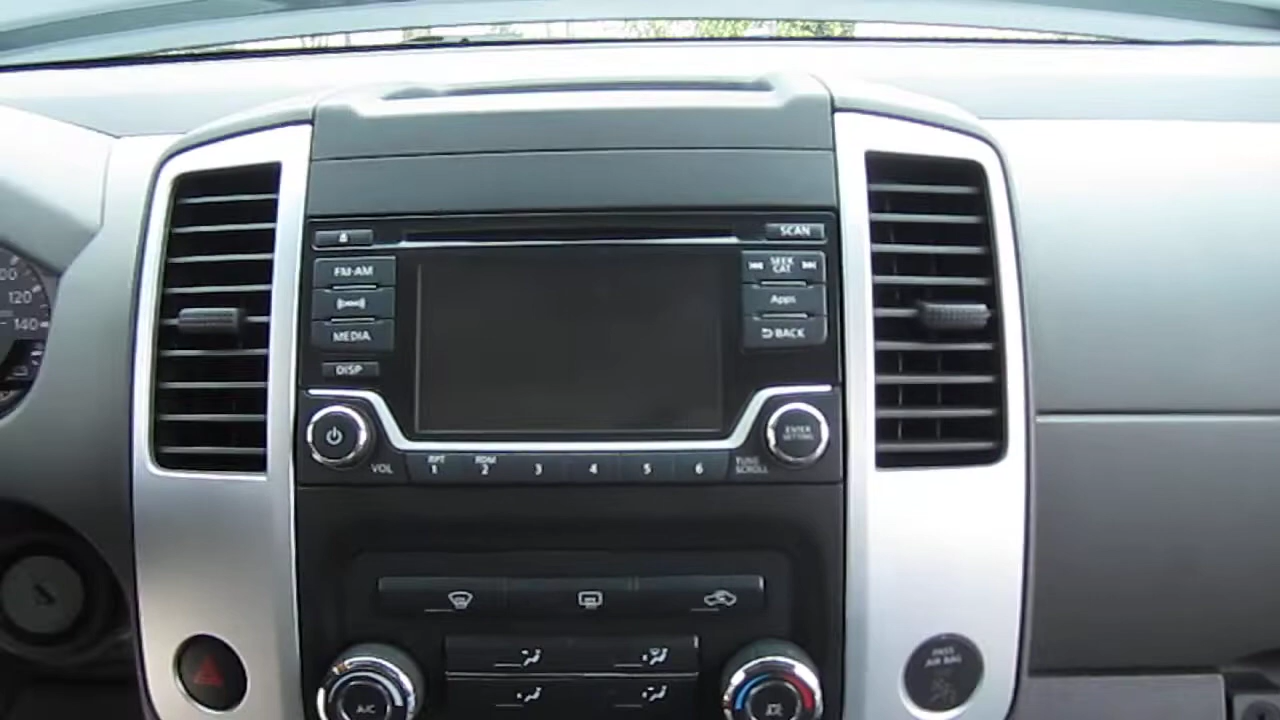 SCAN
FM·AM
SEEK
CAT
MEDIA
Apps
BACK
DISP
ENTER
SETTING
VOL
RPT
1
RDM
2
3
4
5
6
TUNE
SCROLL
120
140
A/C
PASS
AIR BAG